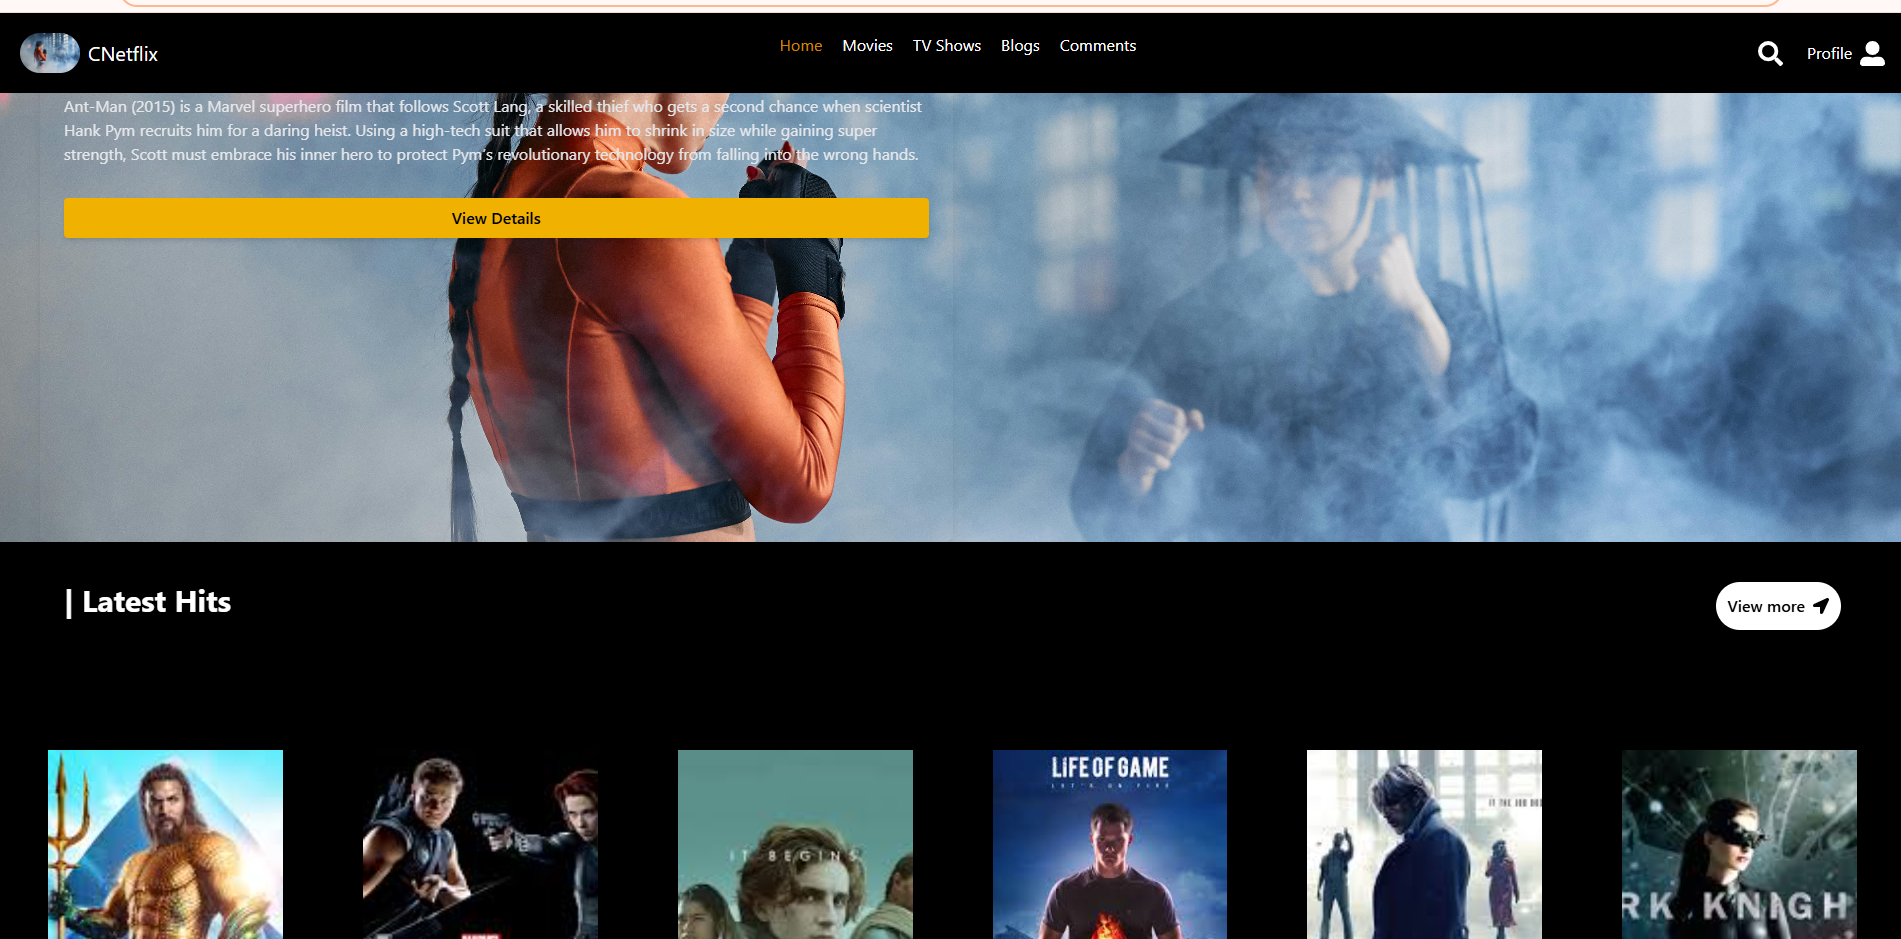 CNetflix
Home Movies TV Shows Blogs Comments
Profile
Ant-Man (2015) is a Marvel superhero film that follows Scott Lang, a skilled thief who gets a second chance when scientist
Hank Pym recruits him for a daring heist. Using a high-tech suit that allows him to shrink in size while gaining super
strength, Scott must embrace his inner hero to protect Pym's revolutionary technology from falling into the wrong hands.
View Details
| Latest Hits
View more
LIFE OF GAME
IT BEGINS
RK KNIGH